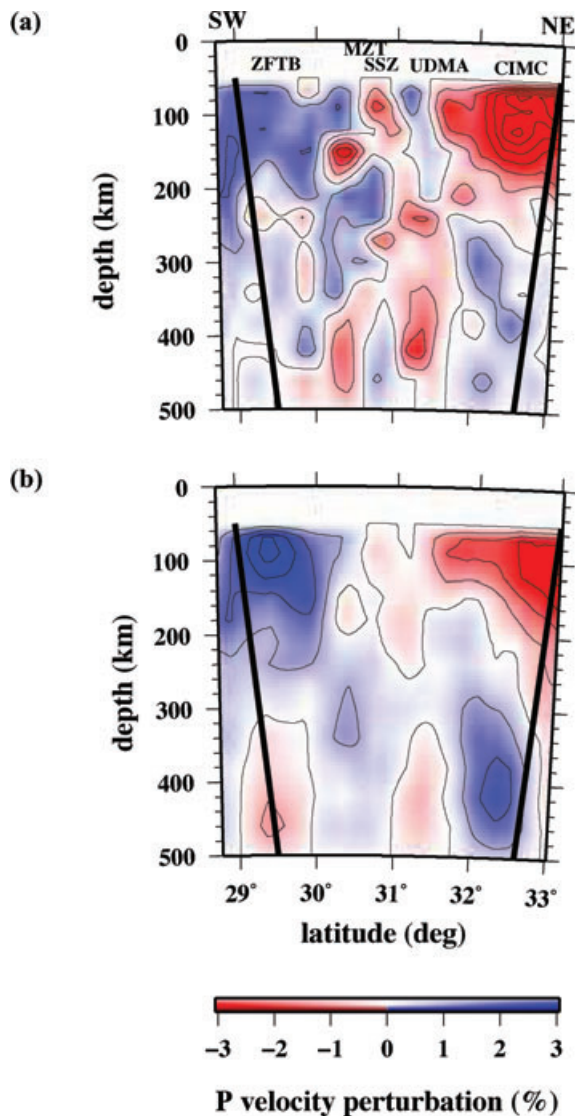 (a)
SW NE
MZT
ZFTB SSZ UDMA CIMC
0
100
200
300
400
500
depth (km)
(b)
0
100
200
300
400
500
depth (km)
29° 30° 31° 32° 33°
latitude (deg)
−3 −2 −1 0 1 2 3
P velocity perturbation (%)